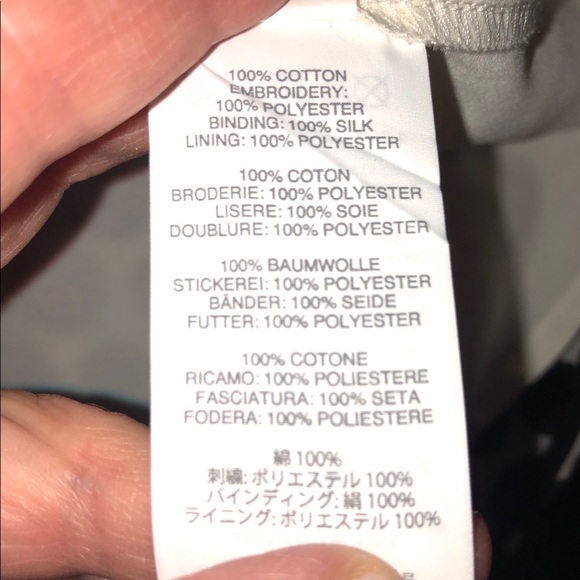 100% COTTON
EMBROIDERY:
100% POLYESTER
BINDING: 100% SILK
LINING: 100% POLYESTER
100% COTON
BRODERIE: 100% POLYESTER
LISERE: 100% SOIE
DOUBLURE: 100% POLYESTER
100% BAUMWOLLE
STICKEREI: 100% POLYESTER
BÄNDER: 100% SEIDE
FUTTER: 100% POLYESTER
100% COTONE
RICAMO: 100% POLIESTERE
FASCIATURA: 100% SETA
FODERA: 100% POLIESTERE
綿 100%
刺繍: ポリエステル 100%
バインディング: 絹 100%
ライニング: ポリエステル 100%